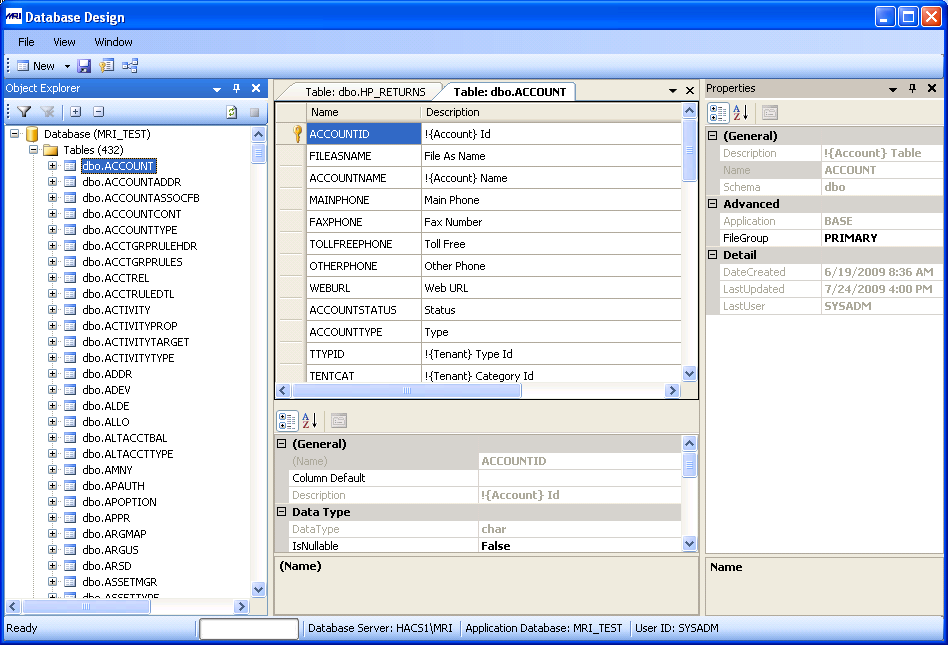 MRI Database Design
File View Window
New
Object Explorer
Database (MRI_TEST)
Tables (432)
dbo.ACCOUNT
dbo.ACCOUNTADDR
dbo.ACCOUNTASSOCFB
dbo.ACCOUNTCONT
dbo.ACCOUNTTYPE
dbo.ACCTGRPRULEHDR
dbo.ACCTGRPRULES
dbo.ACCTREL
dbo.ACCTRULEDTL
dbo.ACTIVITY
dbo.ACTIVITYPROP
dbo.ACTIVITYTARGET
dbo.ACTIVITYTYPE
dbo.ADDR
dbo.ADEV
dbo.ALDE
dbo.ALLO
dbo.ALTACCTBAL
dbo.ALTACCTTYPE
dbo.AMNY
dbo.APAUTH
dbo.APOPTION
dbo.APPR
dbo.ARGMAP
dbo.ARGUS
dbo.ARSD
dbo.ASSETMGR
dbo.ASSETTYPE
Table: dbo.HP_RETURNS Table: dbo.ACCOUNT
Name Description
ACCOUNTID !{Account} Id
FILEASNAME File As Name
ACCOUNTNAME !{Account} Name
MAINPHONE Main Phone
FAXPHONE Fax Number
TOLLFREEPHONE Toll Free
OTHERPHONE Other Phone
WEBURL Web URL
ACCOUNTSTATUS Status
ACCOUNTTYPE Type
TTYPID !{Tenant} Type Id
TENTCAT !{Tenant} Category Id
(General)
(Name) ACCOUNTID
Column Default
Description !{Account} Id
Data Type
DataType char
IsNullable False
(Name)
Properties
(General)
Description !{Account} Table
Name ACCOUNT
Schema dbo
Advanced
Application BASE
FileGroup PRIMARY
Detail
DateCreated 6/19/2009 8:36 AM
LastUpdated 7/24/2009 4:00 PM
LastUser SYSADM
Name
Ready Database Server: HACS1\MRI Application Database: MRI_TEST User ID: SYSADM